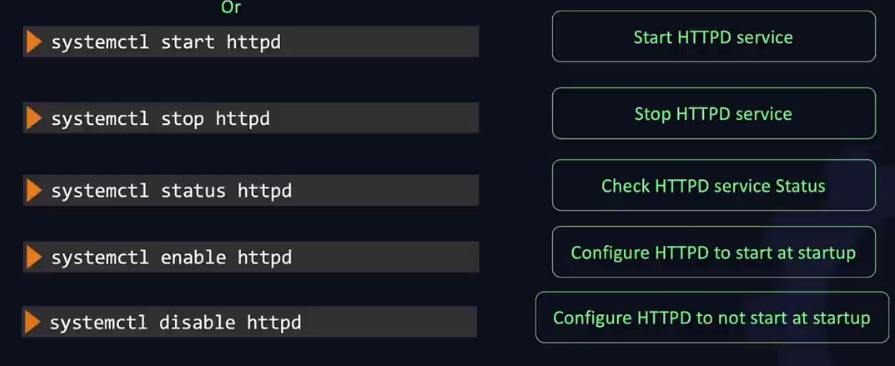 Or
systemctl start httpd
Start HTTPD service
systemctl stop httpd
Stop HTTPD service
systemctl status httpd
Check HTTPD service Status
systemctl enable httpd
Configure HTTPD to start at startup
systemctl disable httpd
Configure HTTPD to not start at startup